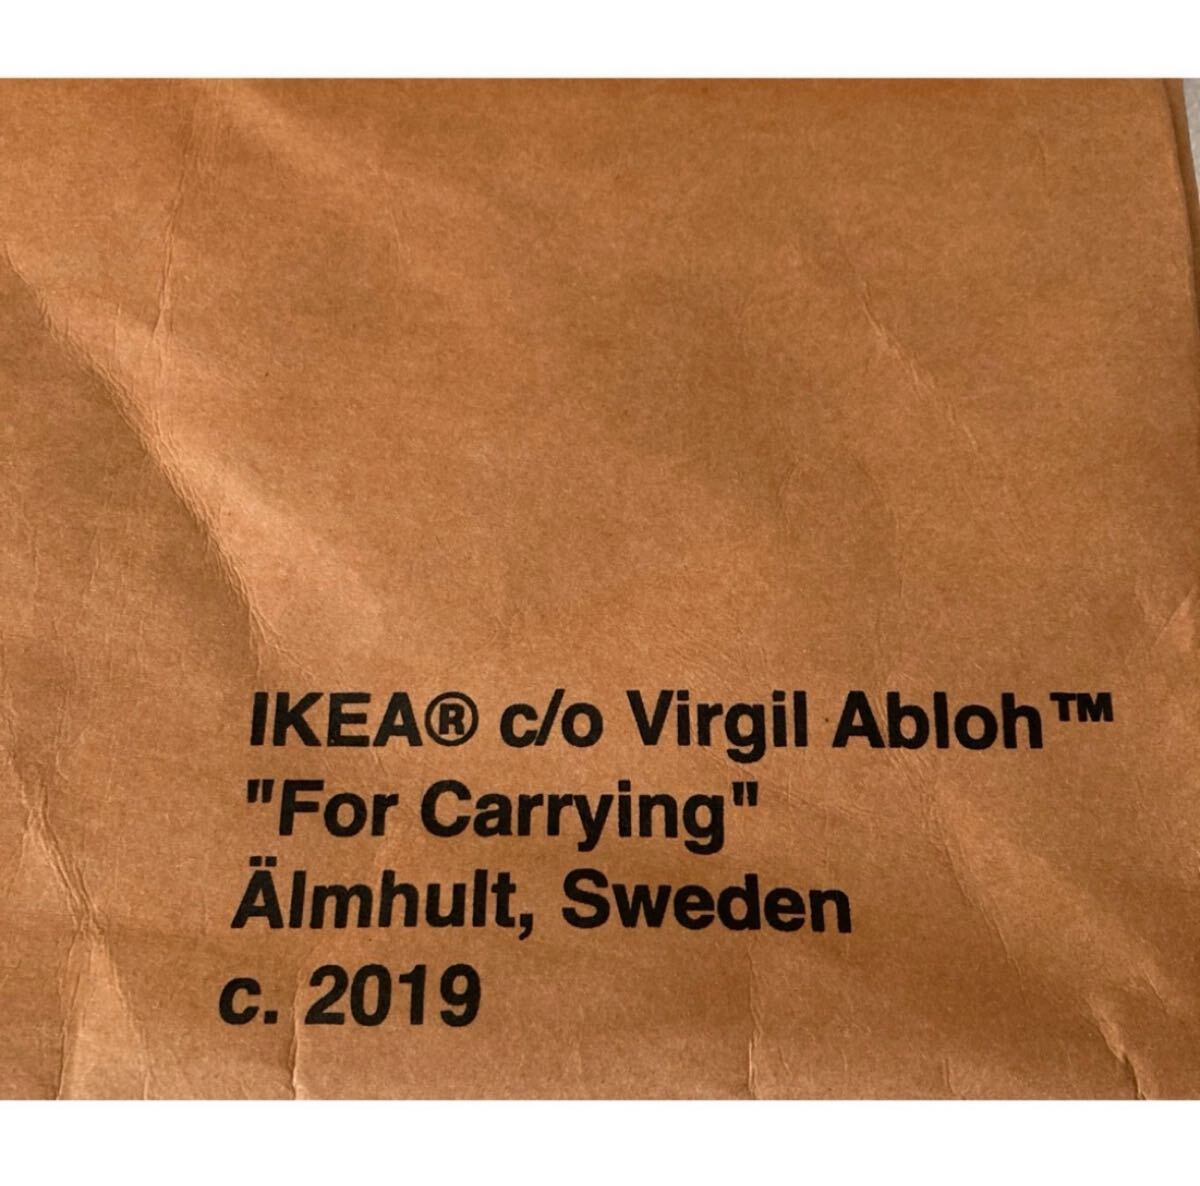 IKEA® c/o Virgil Abloh™
"For Carrying"
Älmhult, Sweden
c. 2019